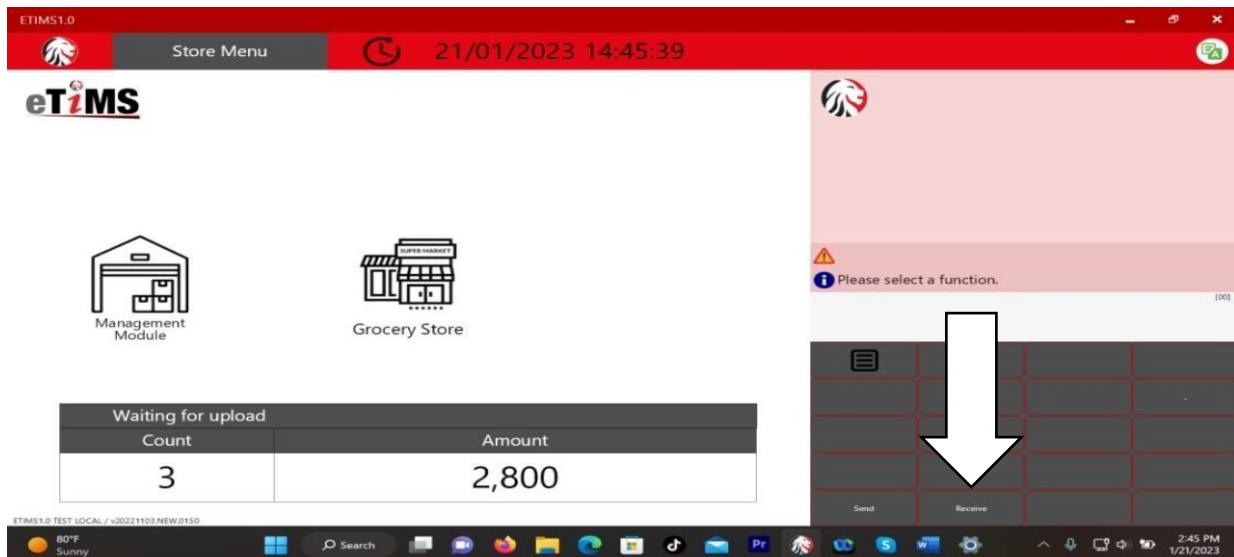 ETIMS1.0
Store Menu
21/01/2023 14:45:39
eTiMS
SUPER MARKET
Management
Module
Grocery Store
Please select a function.
[00]
Waiting for upload
Count
Amount
3
2,800
Send
Receive
ETIMS1.0 TEST LOCAL / v20221103.NEW.0150
80°F
Sunny
Search
Pr
S
W
2:45 PM
1/21/2023